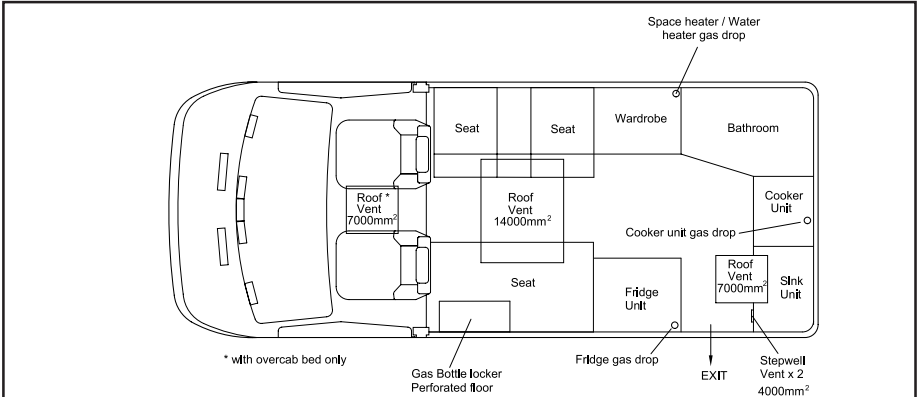 Space heater / Water
heater gas drop
Seat
Seat
Wardrobe
Bathroom
Roof *
Vent
7000mm²
Roof
Vent
14000mm²
Cooker
Unit
Cooker unit gas drop
Roof
Vent
7000mm²
Sink
Unit
Seat
Fridge
Unit
* with overcab bed only
Gas Bottle locker
Perforated floor
Fridge gas drop
EXIT
Stepwell
Vent x 2
4000mm²